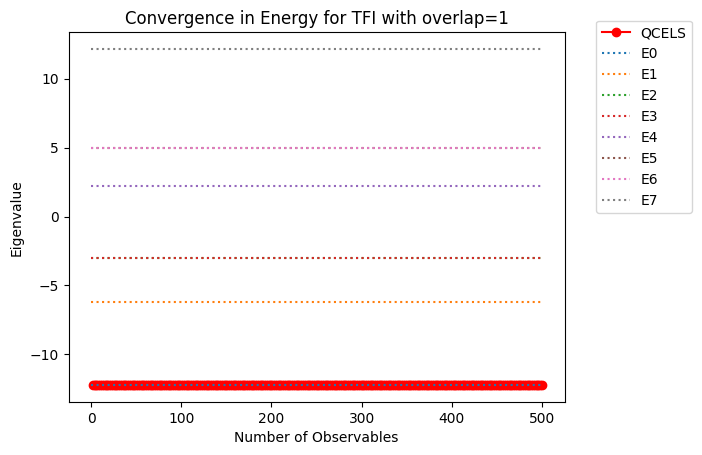 Convergence in Energy for TFI with overlap=1
Eigenvalue
10
5
0
−5
−10
0
100
200
300
400
500
Number of Observables
QCELS
E0
E1
E2
E3
E4
E5
E6
E7